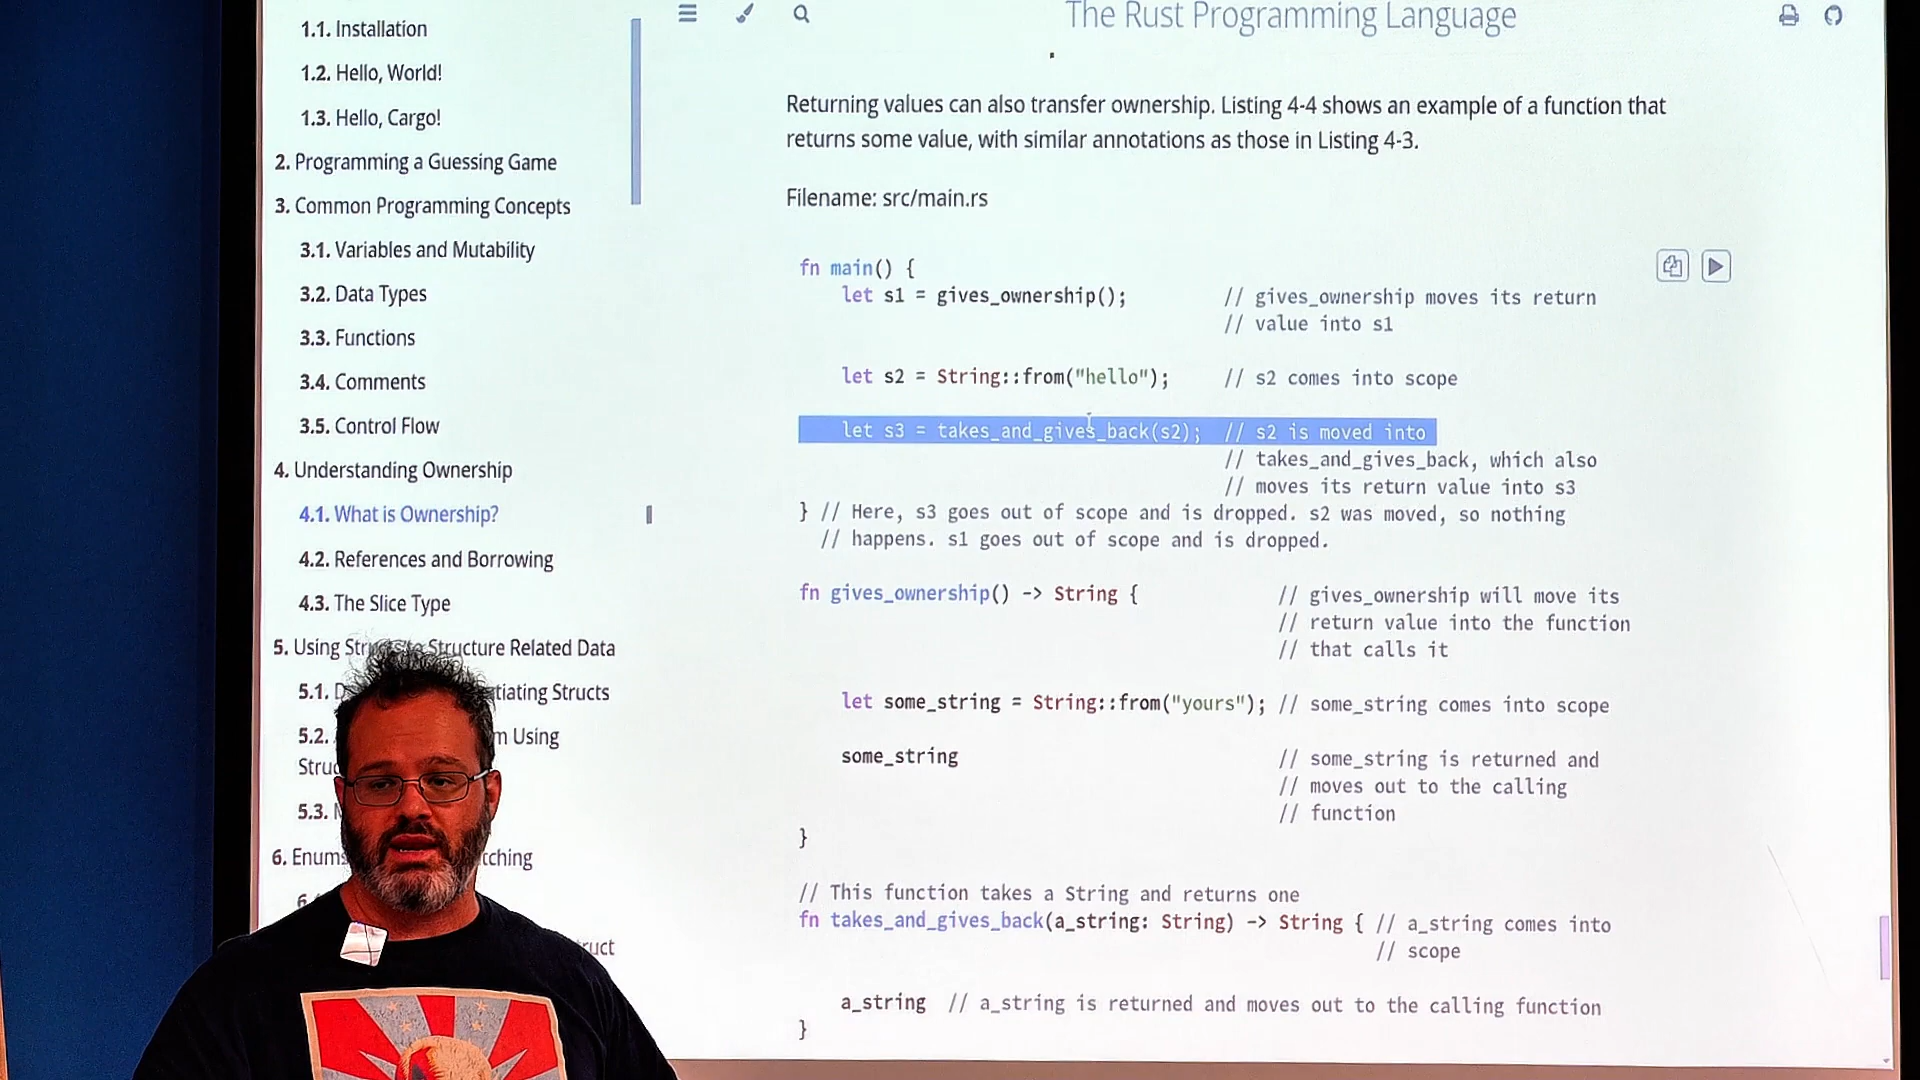 1.1. Installation
1.2. Hello, World!
1.3. Hello, Cargo!
2. Programming a Guessing Game
3. Common Programming Concepts
3.1. Variables and Mutability
3.2. Data Types
3.3. Functions
3.4. Comments
3.5. Control Flow
4. Understanding Ownership
4.1. What is Ownership?
4.2. References and Borrowing
4.3. The Slice Type
5. Using Structure Related Data
5.1. Structs
5.2. Using
5.3.
6. Enums
The Rust Programming Language
Returning values can also transfer ownership. Listing 4-4 shows an example of a function that
returns some value, with similar annotations as those in Listing 4-3.
Filename: src/main.rs
fn main() {
let s1 = gives_ownership(); // gives_ownership moves its return
// value into s1
let s2 = String::from("hello"); // s2 comes into scope
let s3 = takes_and_gives_back(s2); // s2 is moved into
// takes_and_gives_back, which also
// moves its return value into s3
} // Here, s3 goes out of scope and is dropped. s2 was moved, so nothing
// happens. s1 goes out of scope and is dropped.
fn gives_ownership() -> String { // gives_ownership will move its
// return value into the function
// that calls it
let some_string = String::from("yours"); // some_string comes into scope
some_string // some_string is returned and
// moves out to the calling
// function
}
// This function takes a String and returns one
fn takes_and_gives_back(a_string: String) -> String { // a_string comes into
// scope
a_string // a_string is returned and moves out to the calling function
}